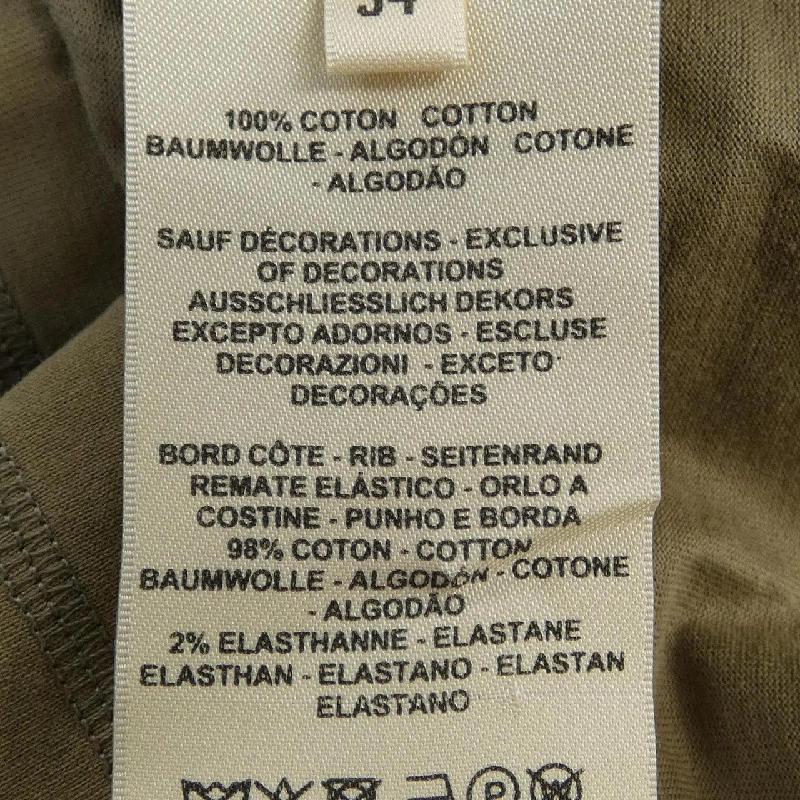 34
100% COTON COTTON
BAUMWOLLE - ALGODÓN COTONE
- ALGODÃO
SAUF DÉCORATIONS - EXCLUSIVE
OF DECORATIONS
AUSSCHLIESSLICH DEKORS
EXCEPTO ADORNOS - ESCLUSE
DECORAZIONI - EXCETO
DECORAÇÕES
BORD CÔTE - RIB - SEITENRAND
REMATE ELÁSTICO - ORLO A
COSTINE - PUNHO E BORDA
98% COTON - COTTON
BAUMWOLLE - ALGODÓN - COTONE
- ALGODÃO
2% ELASTHANNE - ELASTANE
ELASTHAN - ELASTANO - ELASTAN
ELASTANO
P W